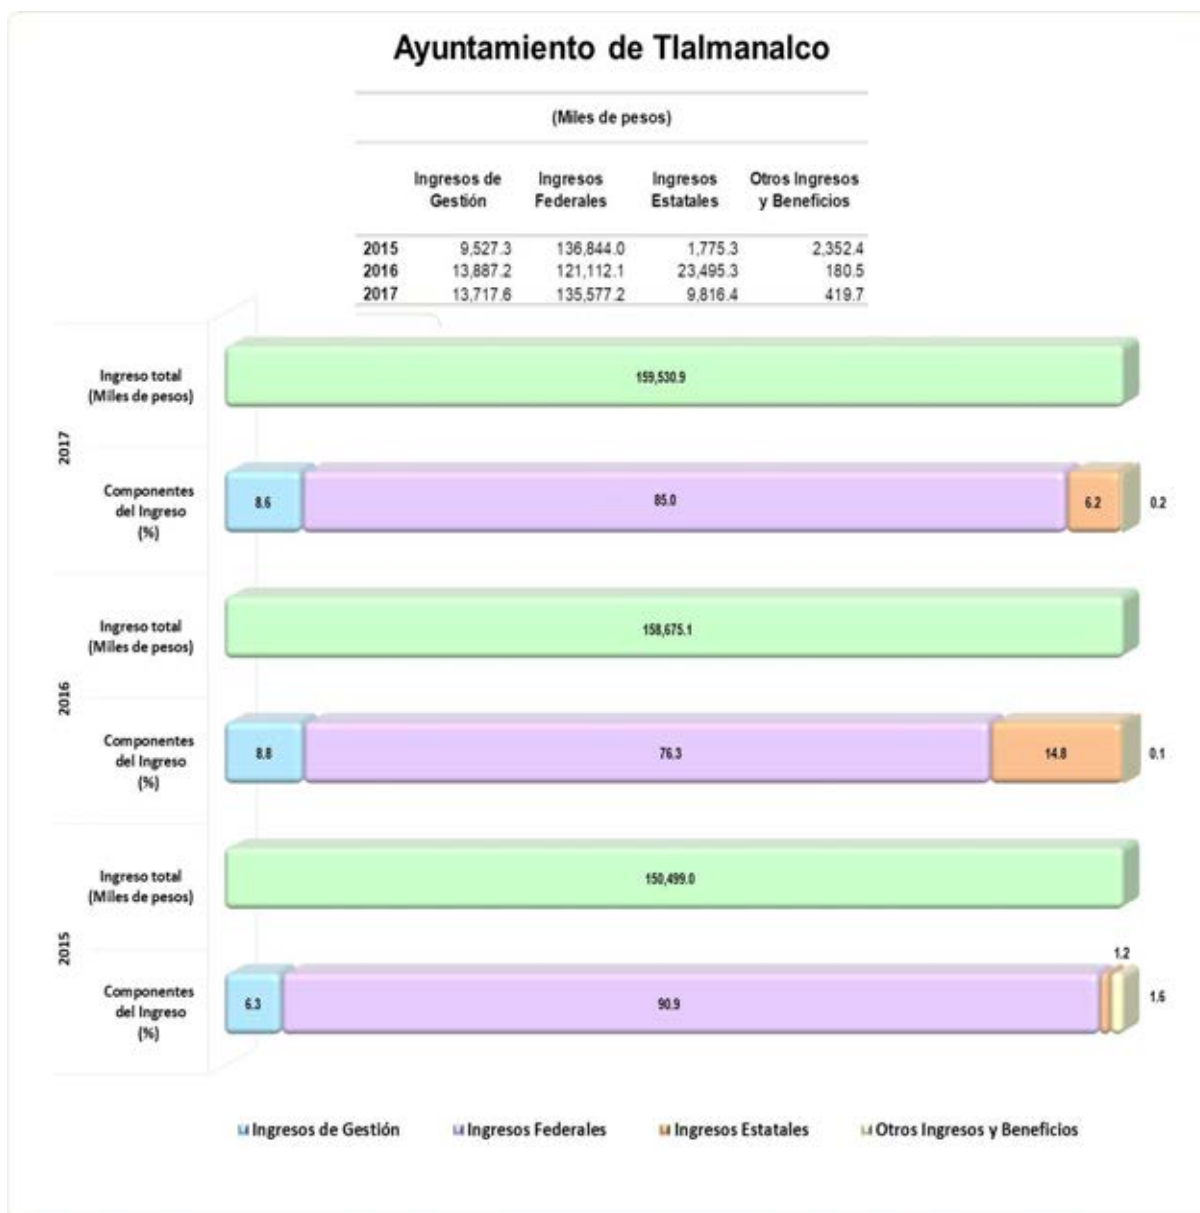 Ayuntamiento de Tlalmanalco
(Miles de pesos)
Ingresos de Gestión Ingresos Federales Ingresos Estatales Otros Ingresos y Beneficios
2015 9,527.3 136,844.0 1,775.3 2,352.4
2016 13,887.2 121,112.1 23,495.3 180.5
2017 13,717.6 135,577.2 9,816.4 419.7
2017
Ingreso total
(Miles de pesos)
159,530.9
Componentes
del Ingreso
(%)
8.6 85.0 6.2 0.2
2016
Ingreso total
(Miles de pesos)
158,675.1
Componentes
del Ingreso
(%)
8.8 76.3 14.8 0.1
2015
Ingreso total
(Miles de pesos)
150,499.0
Componentes
del Ingreso
(%)
6.3 90.9 1.2 1.6
Ingresos de Gestión Ingresos Federales Ingresos Estatales Otros Ingresos y Beneficios